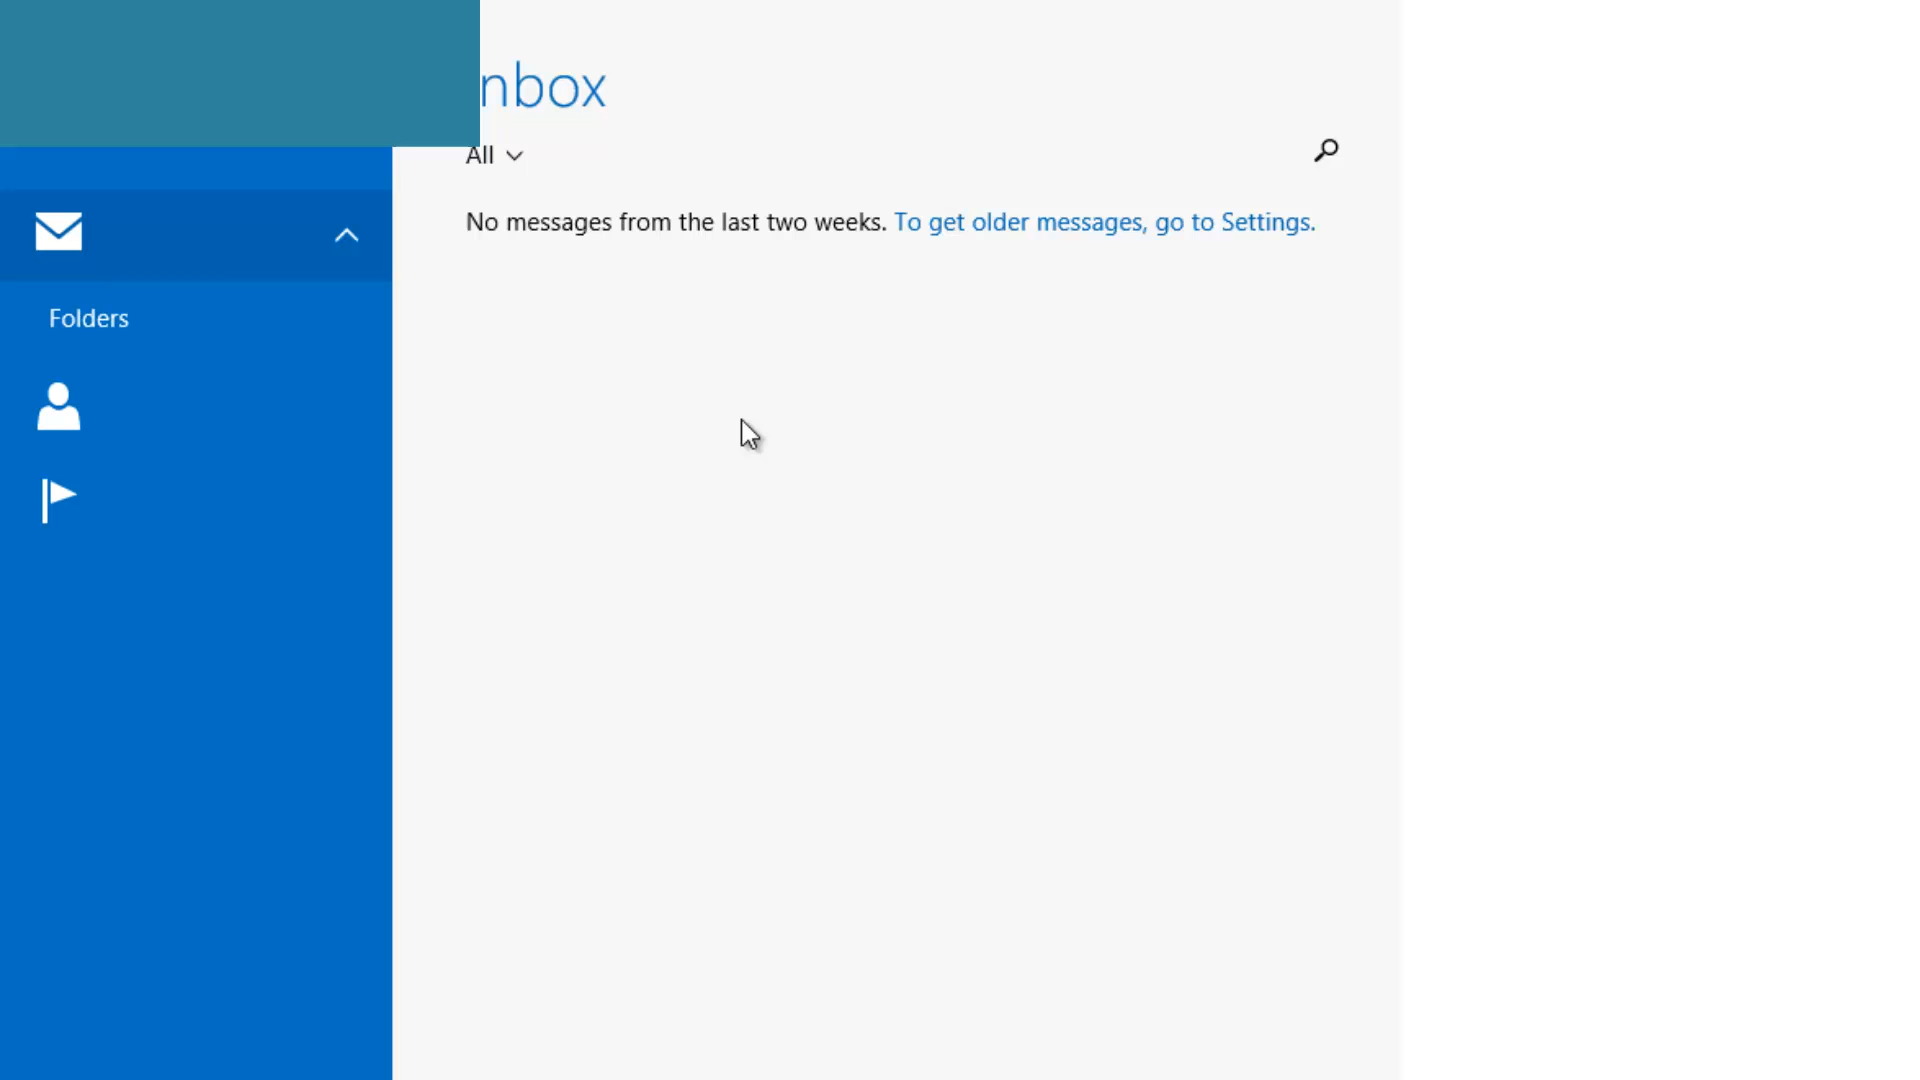 nbox
All
No messages from the last two weeks. To get older messages, go to Settings.
Folders